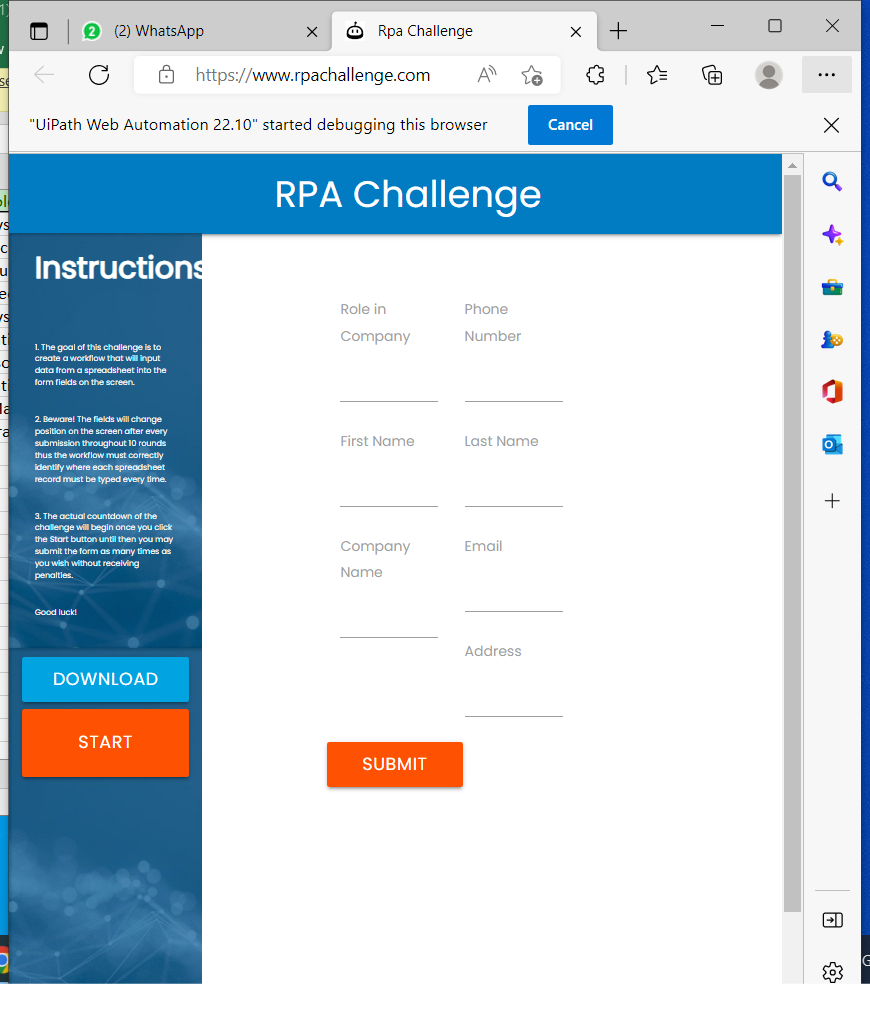 2
(2) WhatsApp
Rpa Challenge
https://www.rpachallenge.com
"UiPath Web Automation 22.10" started debugging this browser
Cancel
RPA Challenge
Instructions
1. The goal of this challenge is to
create a workflow that will input
data from a spreadsheet into the
form fields on the screen.
2. Beware! The fields will change
position on the screen after every
submission throughout 10 rounds
thus the workflow must correctly
identify where each spreadsheet
record must be typed every time.
3. The actual countdown of the
challenge will begin once you click
the Start button until then you may
submit the form as many times as
you wish without receiving
penalties.
Good luck!
DOWNLOAD
START
Role in
Company
Phone
Number
First Name
Last Name
Company
Name
Email
Address
SUBMIT